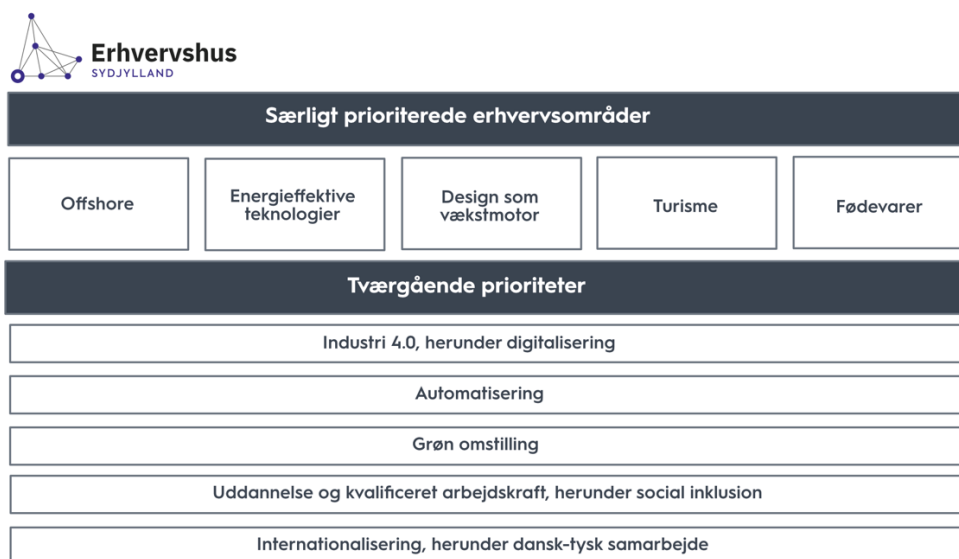 Erhvervshus
SYDJYLLAND
Særligt prioriterede erhvervsområder
Offshore
Energieffektive
teknologier
Design som
vækstmotor
Turisme
Fødevarer
Tværgående prioriteter
Industri 4.0, herunder digitalisering
Automatisering
Grøn omstilling
Uddannelse og kvalificeret arbejdskraft, herunder social inklusion
Internationalisering, herunder dansk-tysk samarbejde